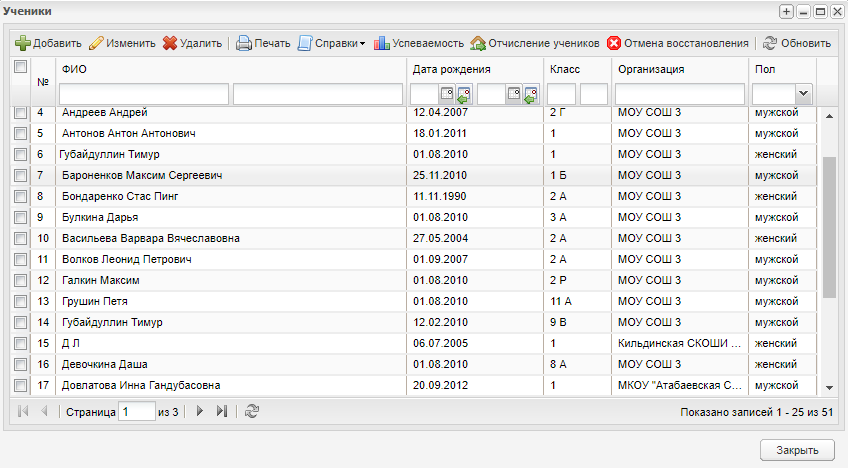 Ученики
Добавить Изменить Удалить Печать Справки Успеваемость Отчисление учеников Отмена восстановления Обновить
№ ФИО Дата рождения Класс Организация Пол
4 Андреев Андрей 12.04.2007 2 Г МОУ СОШ 3 мужской
5 Антонов Антон Антонович 18.01.2011 1 МОУ СОШ 3 мужской
6 Губайдуллин Тимур 01.08.2010 1 МОУ СОШ 3 женский
7 Бароненков Максим Сергеевич 25.11.2010 1 Б МОУ СОШ 3 мужской
8 Бондаренко Стас Пинг 11.11.1990 2 А МОУ СОШ 3 женский
9 Булкина Дарья 01.08.2010 3 А МОУ СОШ 3 мужской
10 Васильева Варвара Вячеславовна 27.05.2004 2 А МОУ СОШ 3 женский
11 Волков Леонид Петрович 01.09.2007 2 А МОУ СОШ 3 мужской
12 Галкин Максим 01.08.2010 2 Р МОУ СОШ 3 мужской
13 Грушин Петя 01.08.2010 11 А МОУ СОШ 3 мужской
14 Губайдуллин Тимур 12.02.2010 9 В МОУ СОШ 3 мужской
15 Д Л 06.07.2005 1 Кильдинская СКОШИ ... женский
16 Девочкина Даша 01.08.2010 8 А МОУ СОШ 3 женский
17 Довлатова Инна Гандубасовна 20.09.2012 1 МКОУ "Атабаевская С... мужской
Страница 1 из 3 Показано записей 1 - 25 из 51
Закрыть